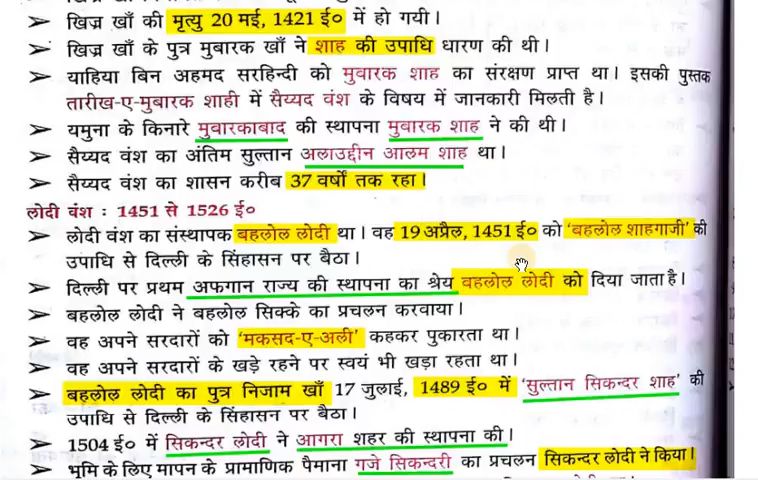 ➤ खिज्र खाँ की मृत्यु 20 मई, 1421 ई० में हो गयी।
➤ खिज्र खाँ के पुत्र मुबारक खाँ ने शाह की उपाधि धारण की थी।
➤ याहिया बिन अहमद सरहिन्दी को मुबारक शाह का संरक्षण प्राप्त था। इसकी पुस्तक
तारीख-ए-मुबारक शाही में सैय्यद वंश के विषय में जानकारी मिलती है।
➤ यमुना के किनारे मुबारकाबाद की स्थापना मुबारक शाह ने की थी।
➤ सैय्यद वंश का अंतिम सुल्तान अलाउद्दीन आलम शाह था।
➤ सैय्यद वंश का शासन करीब 37 वर्षों तक रहा।
लोदी वंश : 1451 से 1526 ई०
➤ लोदी वंश का संस्थापक बहलोल लोदी था। वह 19 अप्रैल, 1451 ई० को 'बहलोल शाहगाजी' की
उपाधि से दिल्ली के सिंहासन पर बैठा।
➤ दिल्ली पर प्रथम अफगान राज्य की स्थापना का श्रेय बहलोल लोदी को दिया जाता है।
➤ बहलोल लोदी ने बहलोल सिक्के का प्रचलन करवाया।
➤ वह अपने सरदारों को 'मकसद-ए-अली' कहकर पुकारता था।
➤ वह अपने सरदारों के खड़े रहने पर स्वयं भी खड़ा रहता था।
➤ बहलोल लोदी का पुत्र निजाम खाँ 17 जुलाई, 1489 ई० में 'सुल्तान सिकन्दर शाह' की
उपाधि से दिल्ली के सिंहासन पर बैठा।
➤ 1504 ई० में सिकन्दर लोदी ने आगरा शहर की स्थापना की।
➤ भूमि के लिए मापन के प्रामाणिक पैमाना गजे सिकन्दरी का प्रचलन सिकन्दर लोदी ने किया।